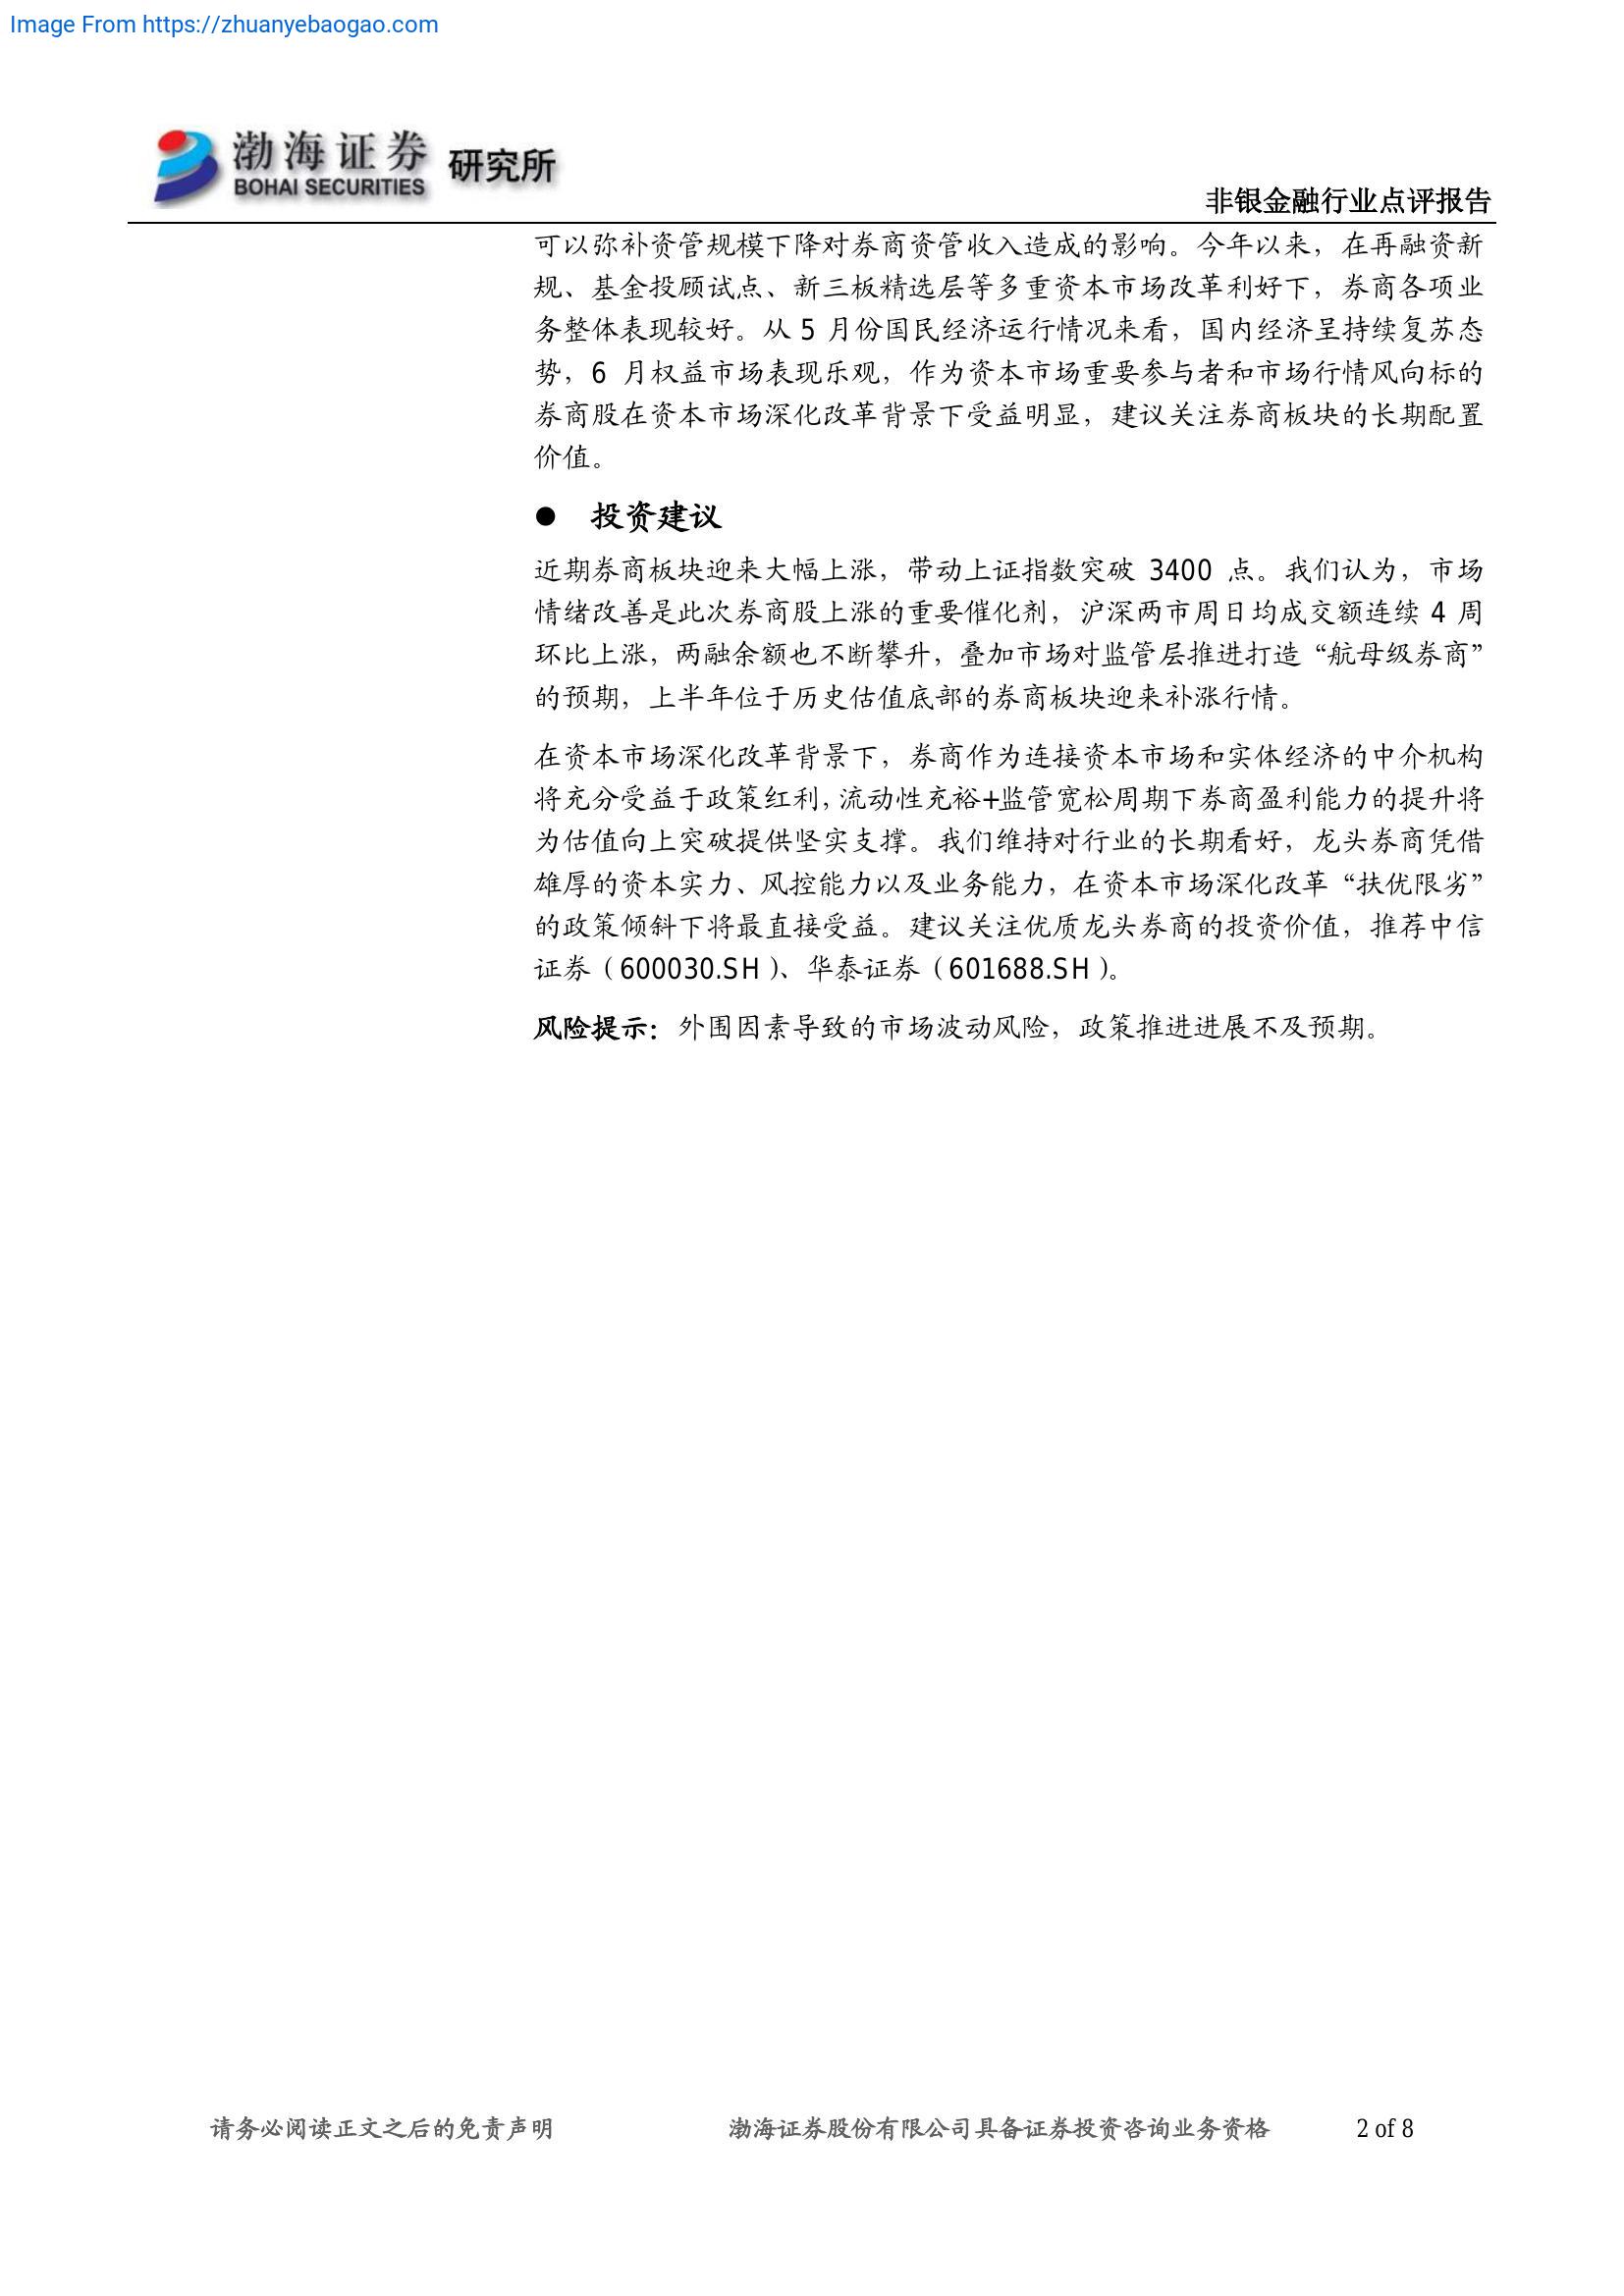 Image From https://zhuanyebaogao.com
渤海证券 研究所
BOHAI SECURITIES
非银金融行业点评报告
可以弥补资管规模下降对券商资管收入造成的影响。今年以来，在再融资新
规、基金投顾试点、新三板精选层等多重资本市场改革利好下，券商各项业
务整体表现较好。从 5 月份国民经济运行情况来看，国内经济呈持续复苏态
势，6 月权益市场表现乐观，作为资本市场重要参与者和市场行情风向标的
券商股在资本市场深化改革背景下受益明显，建议关注券商板块的长期配置
价值。
● 投资建议
近期券商板块迎来大幅上涨，带动上证指数突破 3400 点。我们认为，市场
情绪改善是此次券商股上涨的重要催化剂，沪深两市周日均成交额连续 4 周
环比上涨，两融余额也不断攀升，叠加市场对监管层推进打造“航母级券商”
的预期，上半年位于历史估值底部的券商板块迎来补涨行情。
在资本市场深化改革背景下，券商作为连接资本市场和实体经济的中介机构
将充分受益于政策红利，流动性充裕+监管宽松周期下券商盈利能力的提升将
为估值向上突破提供坚实支撑。我们维持对行业的长期看好，龙头券商凭借
雄厚的资本实力、风控能力以及业务能力，在资本市场深化改革“扶优限劣”
的政策倾斜下将最直接受益。建议关注优质龙头券商的投资价值，推荐中信
证券（600030.SH）、华泰证券（601688.SH）。
风险提示：外围因素导致的市场波动风险，政策推进进展不及预期。
请务必阅读正文之后的免责声明 渤海证券股份有限公司具备证券投资咨询业务资格 2 of 8